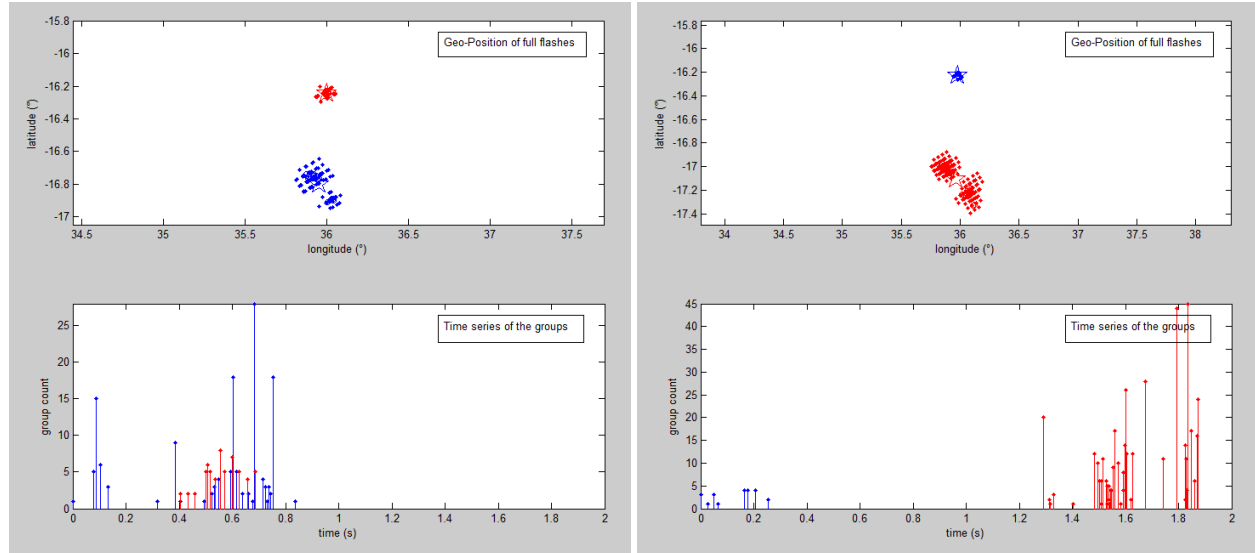 Geo-Position of full flashes
-15.8
-16
-16.2
-16.4
-16.6
-16.8
-17
latitude (°)
34.5 35 35.5 36 36.5 37 37.5
longitude (°)
Time series of the groups
25
20
15
10
5
0
group count
0 0.2 0.4 0.6 0.8 1 1.2 1.4 1.6 1.8 2
time (s)
Geo-Position of full flashes
-15.8
-16
-16.2
-16.4
-16.6
-16.8
-17
-17.2
-17.4
latitude (°)
34 34.5 35 35.5 36 36.5 37 37.5 38
longitude (°)
Time series of the groups
45
40
35
30
25
20
15
10
5
0
group count
0 0.2 0.4 0.6 0.8 1 1.2 1.4 1.6 1.8 2
time (s)